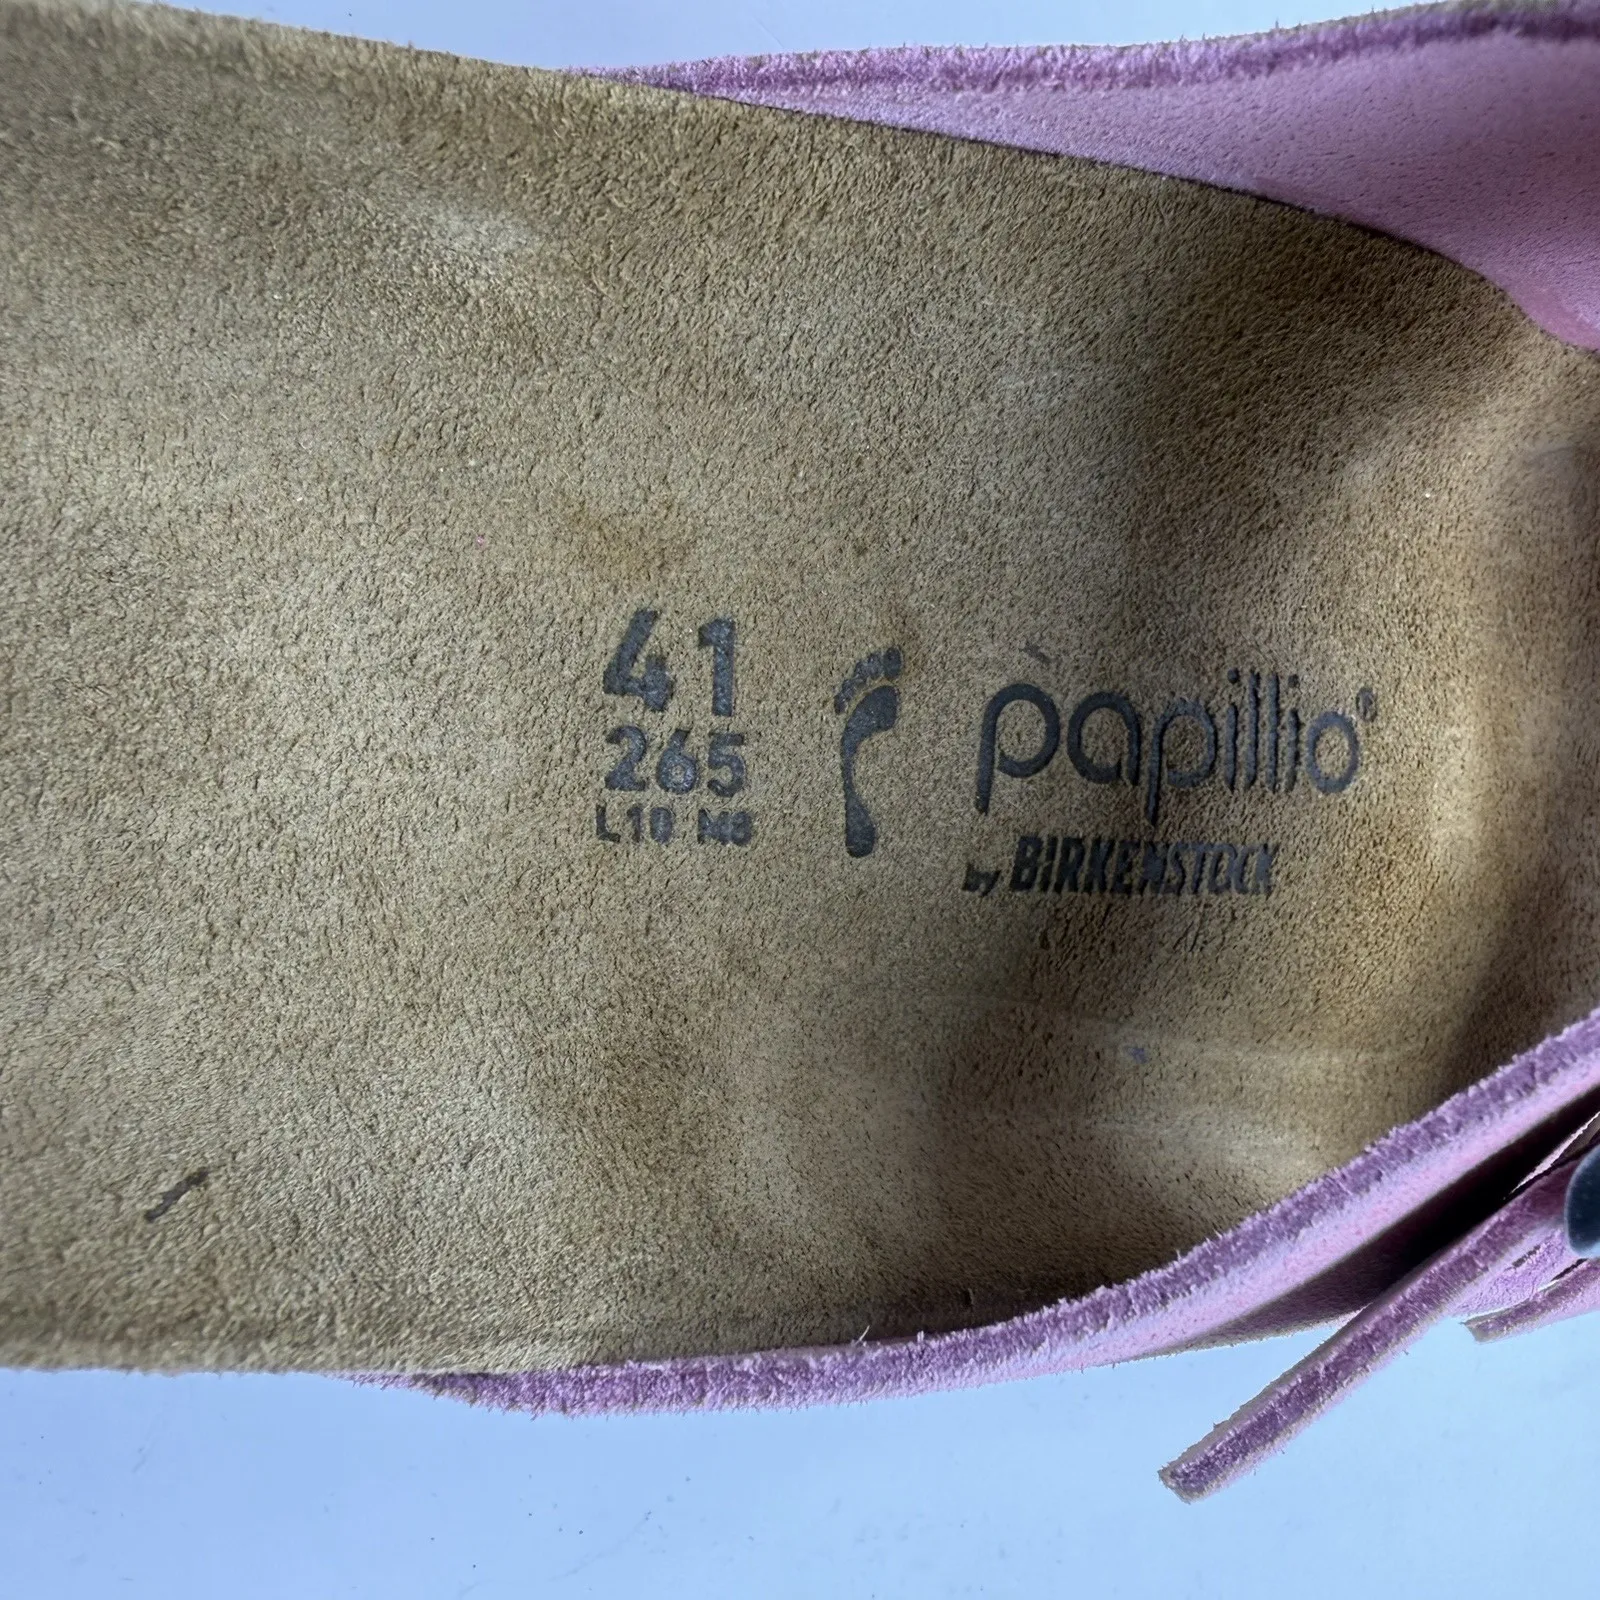 41
265
L10 M8
papillio®
by BIRKENSTOCK